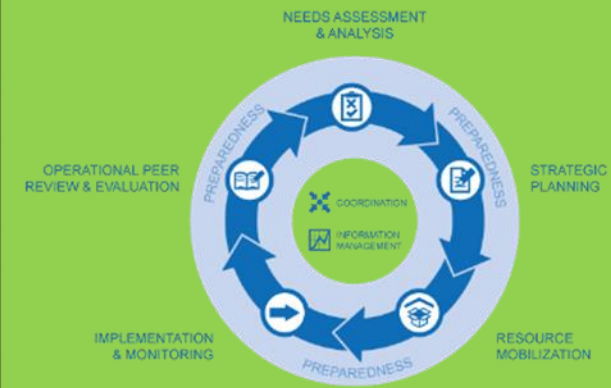 NEEDS ASSESSMENT
& ANALYSIS
PREPAREDNESS
PREPAREDNESS
OPERATIONAL PEER
REVIEW & EVALUATION
STRATEGIC
PLANNING
COORDINATION
INFORMATION
MANAGEMENT
IMPLEMENTATION
& MONITORING
RESOURCE
MOBILIZATION
PREPAREDNESS